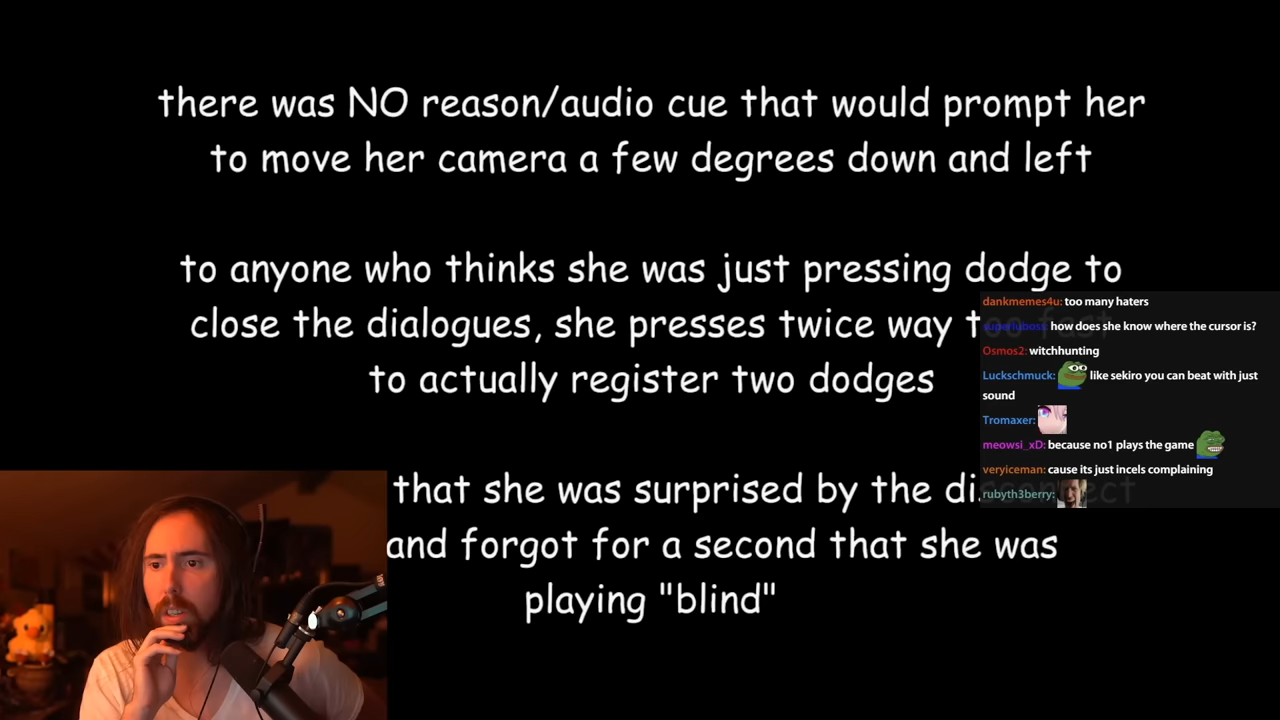 there was NO reason/audio cue that would prompt her
to move her camera a few degrees down and left
to anyone who thinks she was just pressing dodge to
close the dialogues, she presses twice way too fast
to actually register two dodges
that she was surprised by the disconnect
and forgot for a second that she was
playing "blind"
dankmemes4u: too many haters
how does she know where the cursor is?
Osmos2: witchhunting
Luckschmuck: like sekiro you can beat with just
sound
Tromaxer:
meowsi_xD: because no1 plays the game
veryiceman: cause its just incels complaining
rubyth3berry: